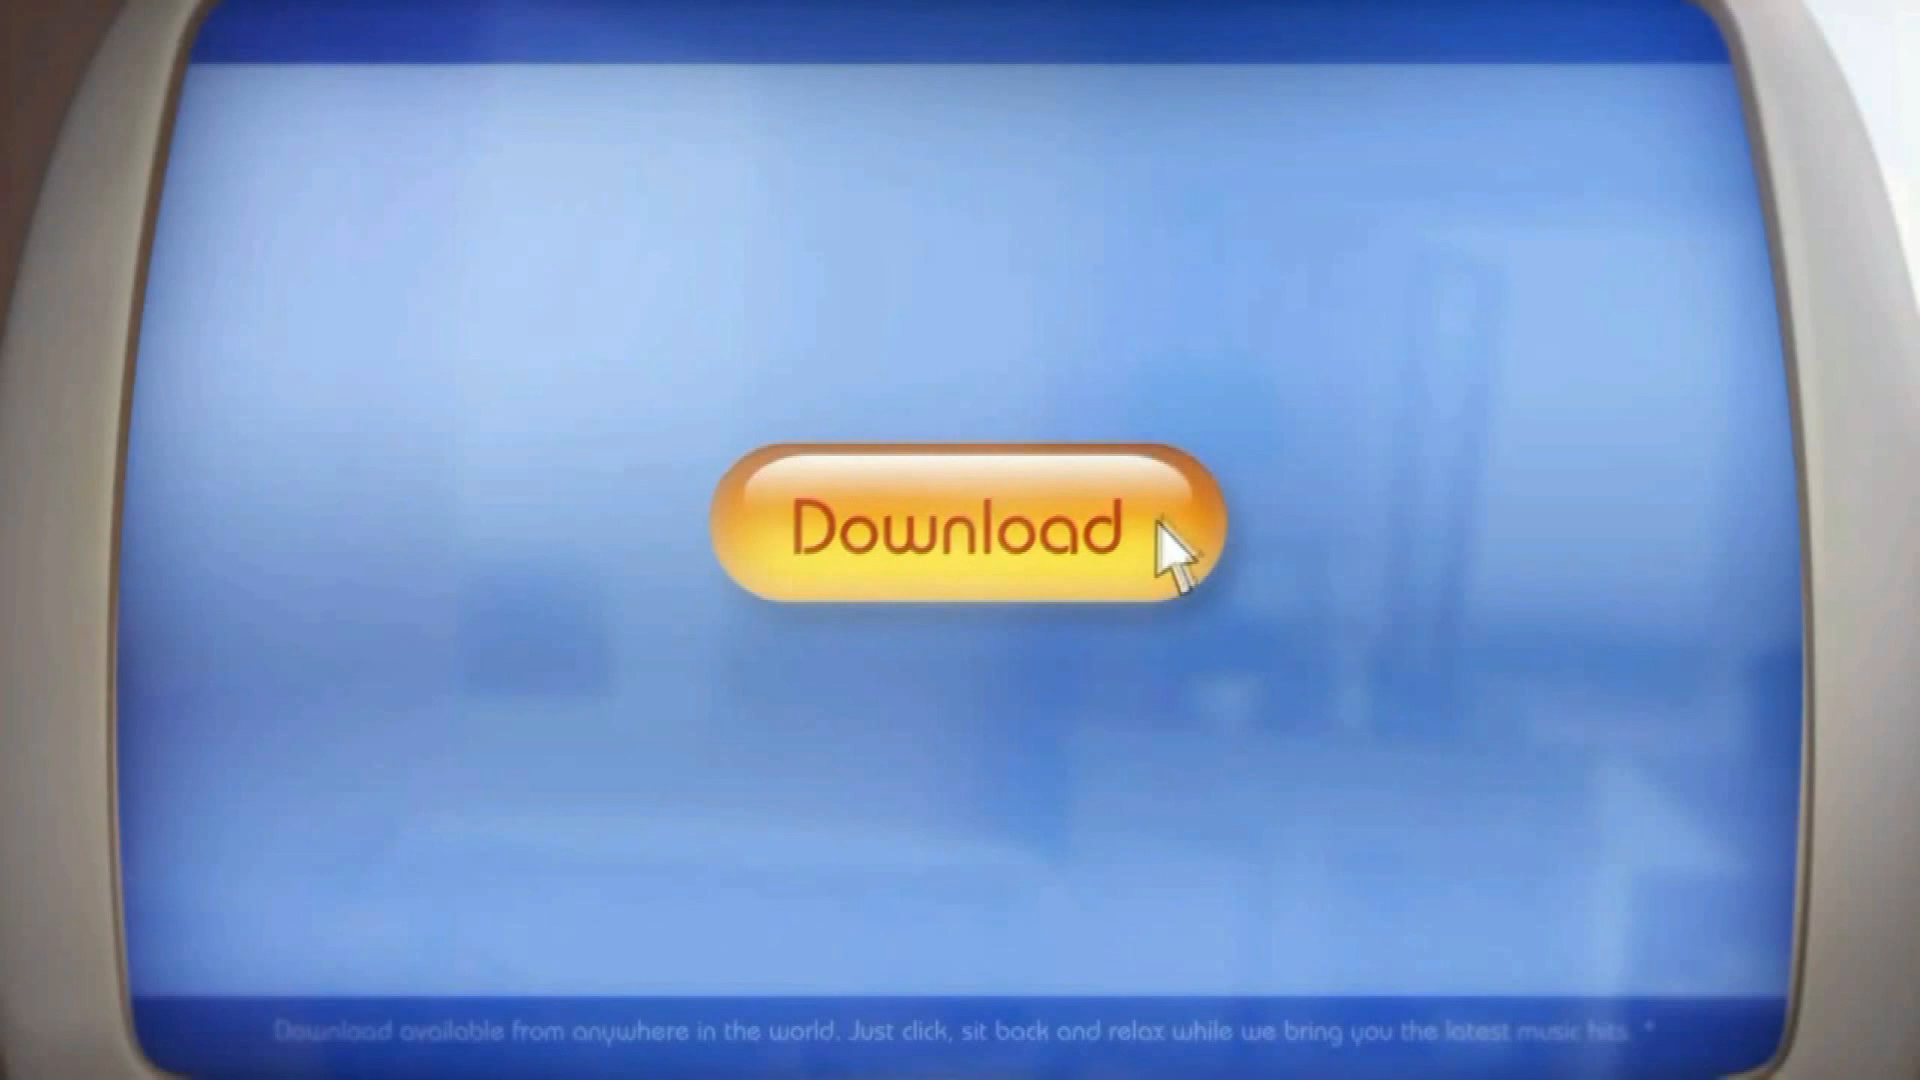 Download
Download available from anywhere in the world. Just click, sit back and relax while we bring you the latest music hits. *